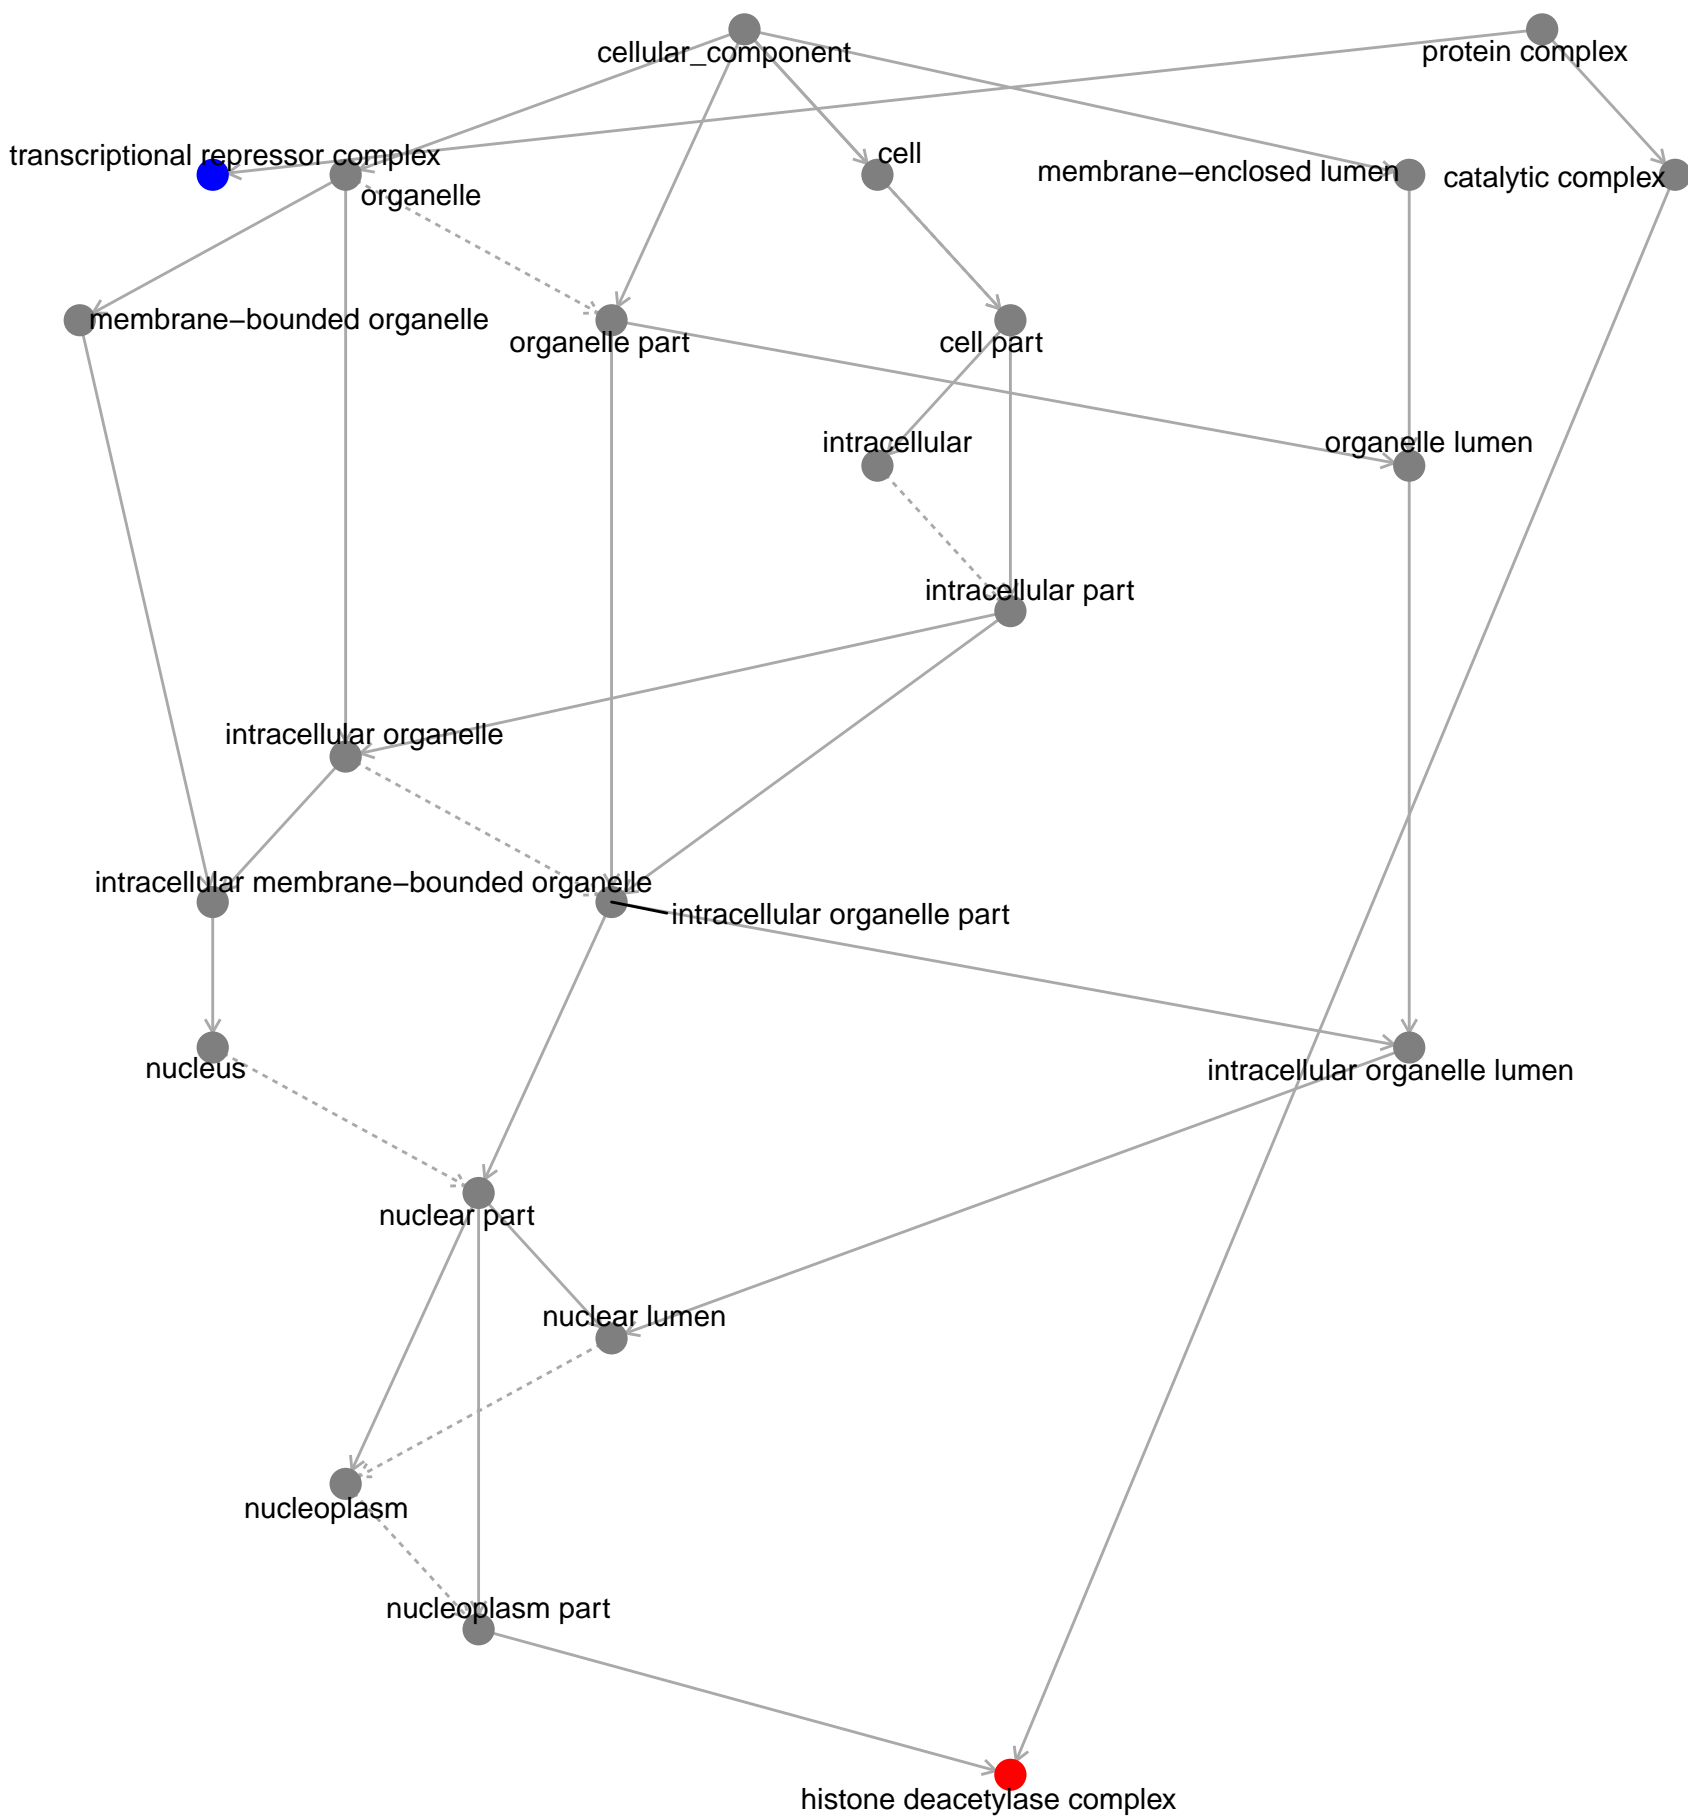 cellular_component
protein complex
transcriptional repressor complex
cell
membrane−enclosed lumen
catalytic complex
organelle
membrane−bounded organelle
organelle part
cell part
intracellular
organelle lumen
intracellular part
intracellular organelle
intracellular membrane−bounded organelle
intracellular organelle part
nucleus
intracellular organelle lumen
nuclear part
nuclear lumen
nucleoplasm
nucleoplasm part
histone deacetylase complex